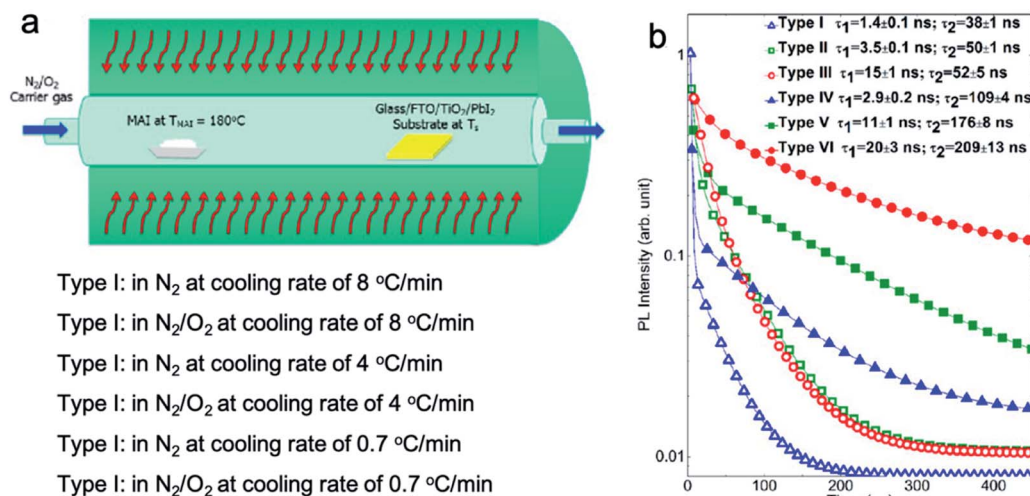 a
N₂/O₂
Carrier gas
MAI at T_MAI = 180°C
Glass/FTO/TiO₂/PbI₂
Substrate at Tₛ
Type I: in N₂ at cooling rate of 8 °C/min
Type I: in N₂/O₂ at cooling rate of 8 °C/min
Type I: in N₂ at cooling rate of 4 °C/min
Type I: in N₂/O₂ at cooling rate of 4 °C/min
Type I: in N₂ at cooling rate of 0.7 °C/min
Type I: in N₂/O₂ at cooling rate of 0.7 °C/min
b
Type I τ₁=1.4±0.1 ns; τ₂=38±1 ns
Type II τ₁=3.5±0.1 ns; τ₂=50±1 ns
Type III τ₁=15±1 ns; τ₂=52±5 ns
Type IV τ₁=2.9±0.2 ns; τ₂=109±4 ns
Type V τ₁=11±1 ns; τ₂=176±8 ns
Type VI τ₁=20±3 ns; τ₂=209±13 ns
PL Intensity (arb. unit)
1
0.1
0.01
0 100 200 300 400